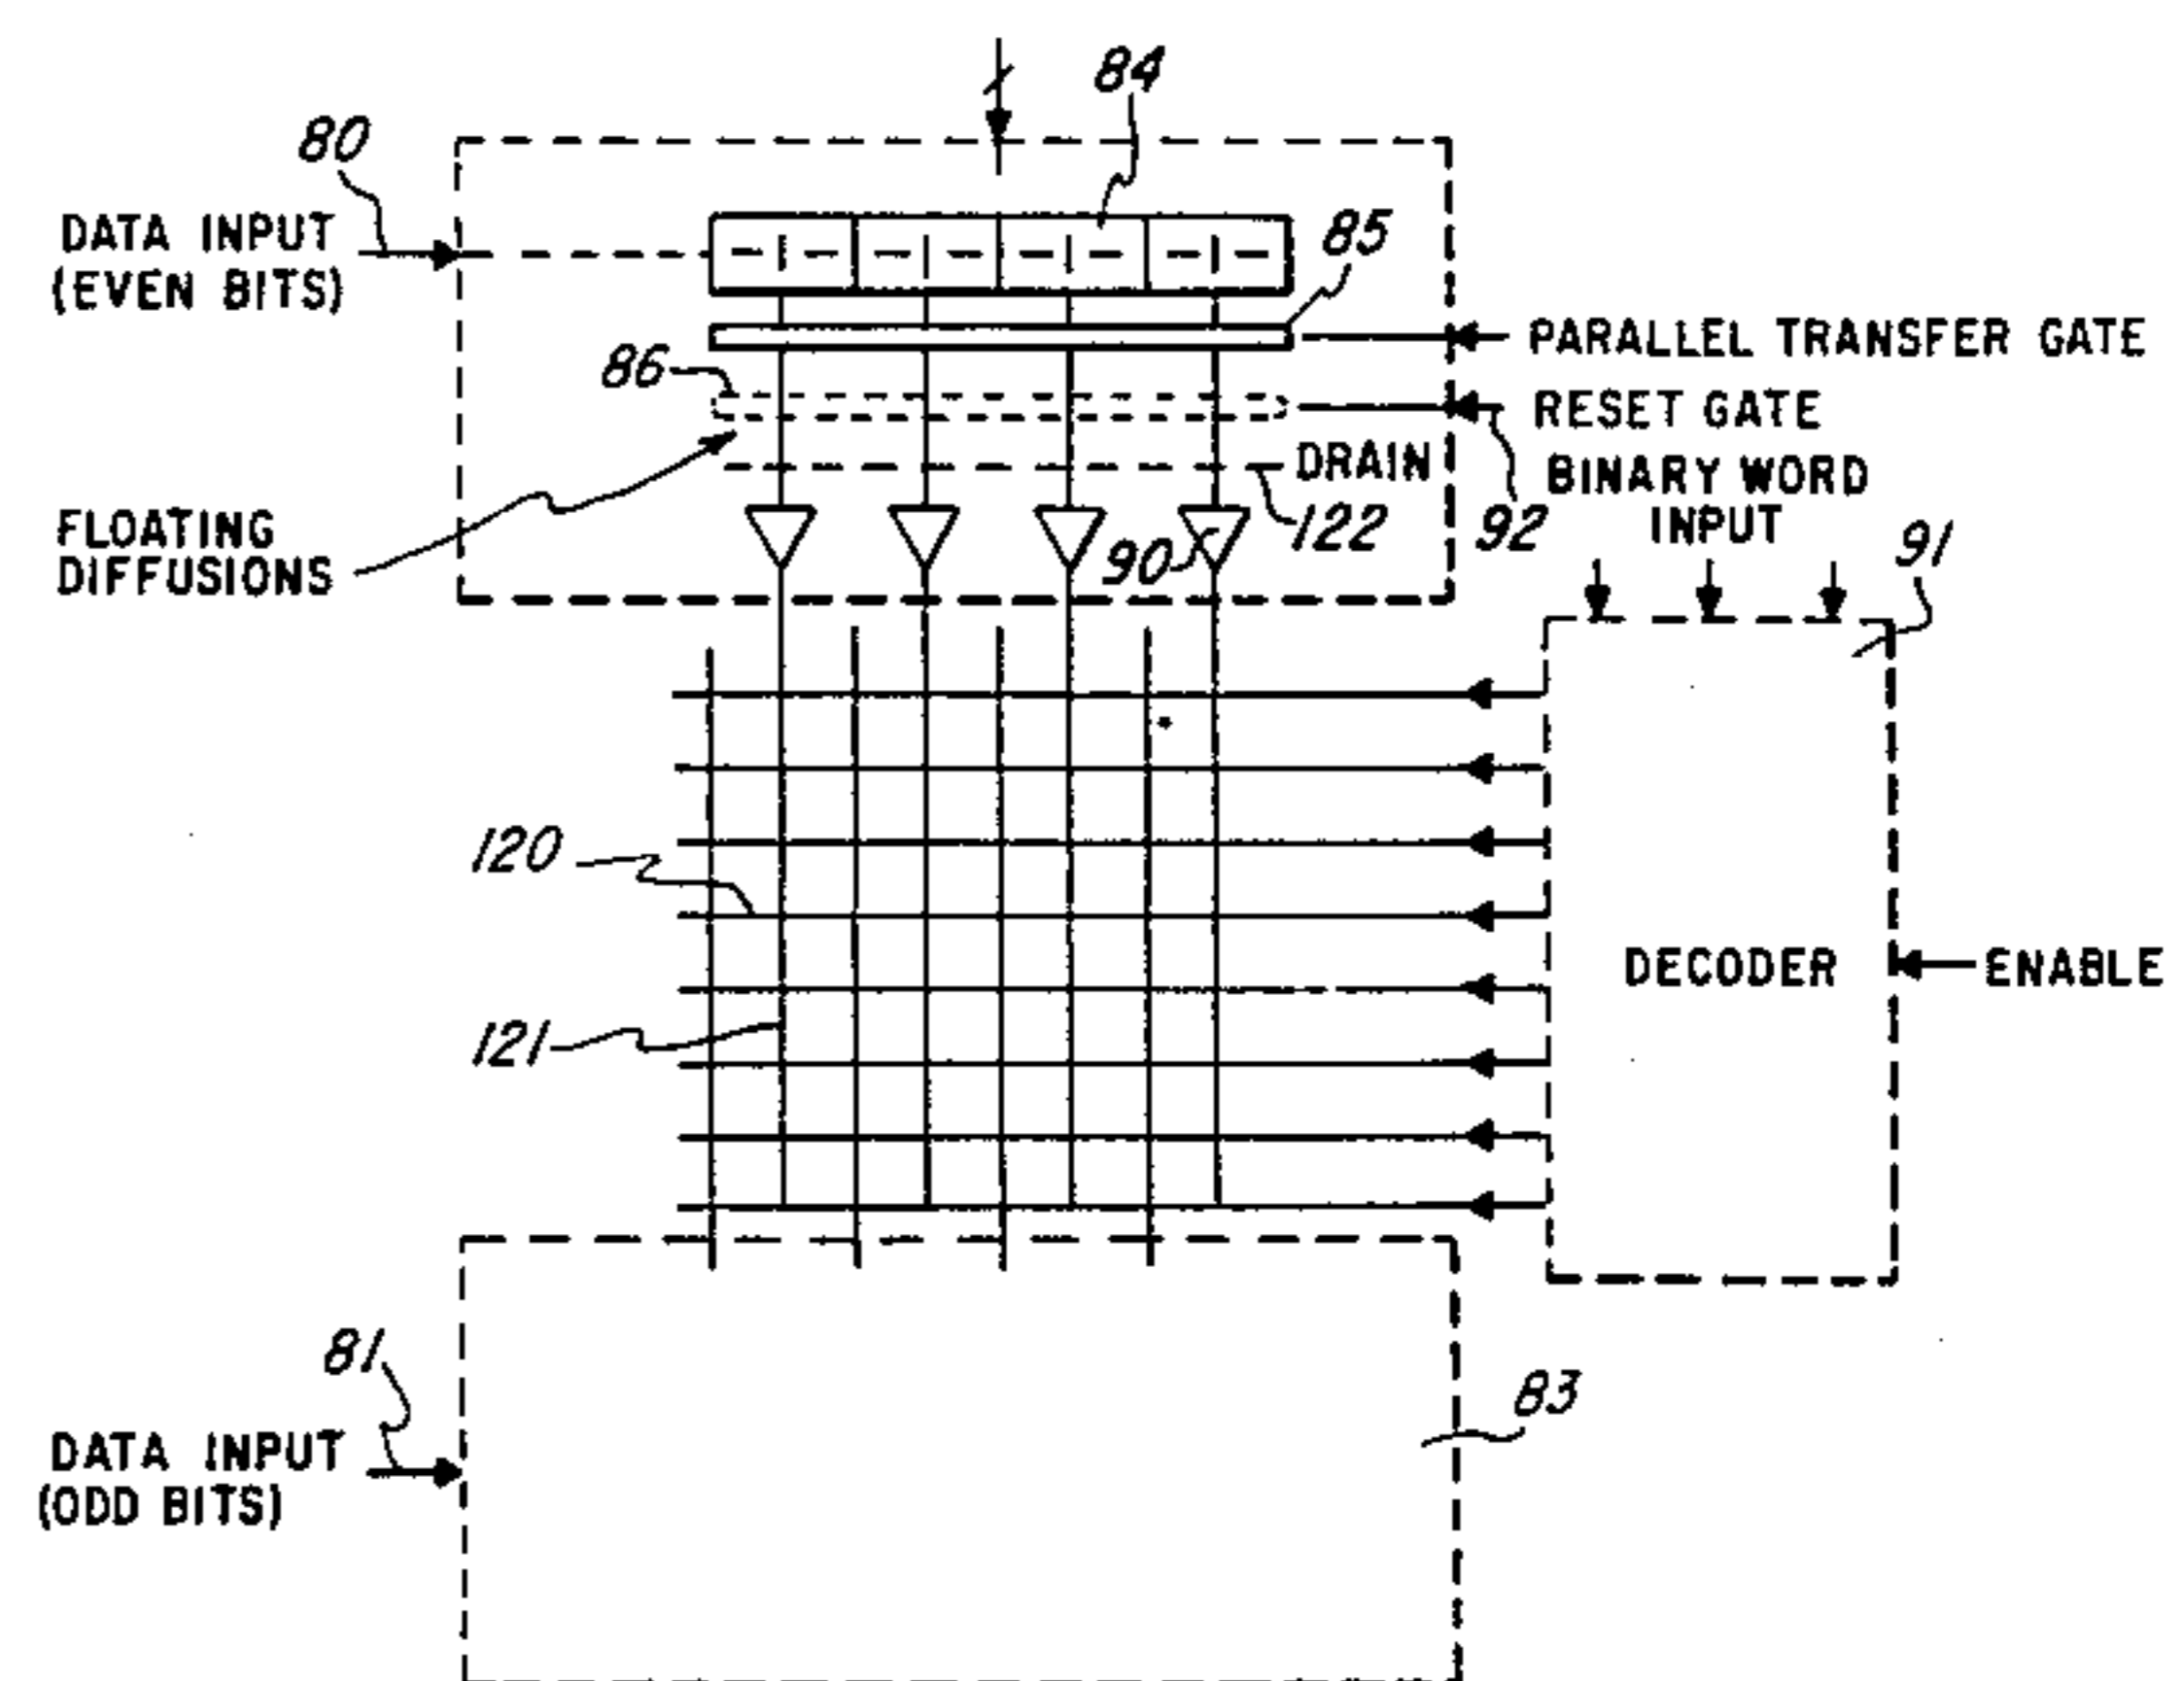 84
80
DATA INPUT
(EVEN BITS)
85
PARALLEL TRANSFER GATE
86
RESET GATE
DRAIN
BINARY WORD
INPUT
FLOATING
DIFFUSIONS
122
92
90
91
120
DECODER
ENABLE
121
81
83
DATA INPUT
(ODD BITS)